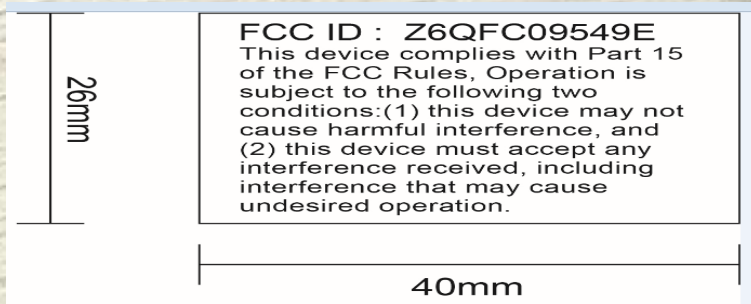 FCC ID : Z6QFC09549E
This device complies with Part 15
of the FCC Rules, Operation is
subject to the following two
conditions:(1) this device may not
cause harmful interference, and
(2) this device must accept any
interference received, including
interference that may cause
undesired operation.
26mm
40mm